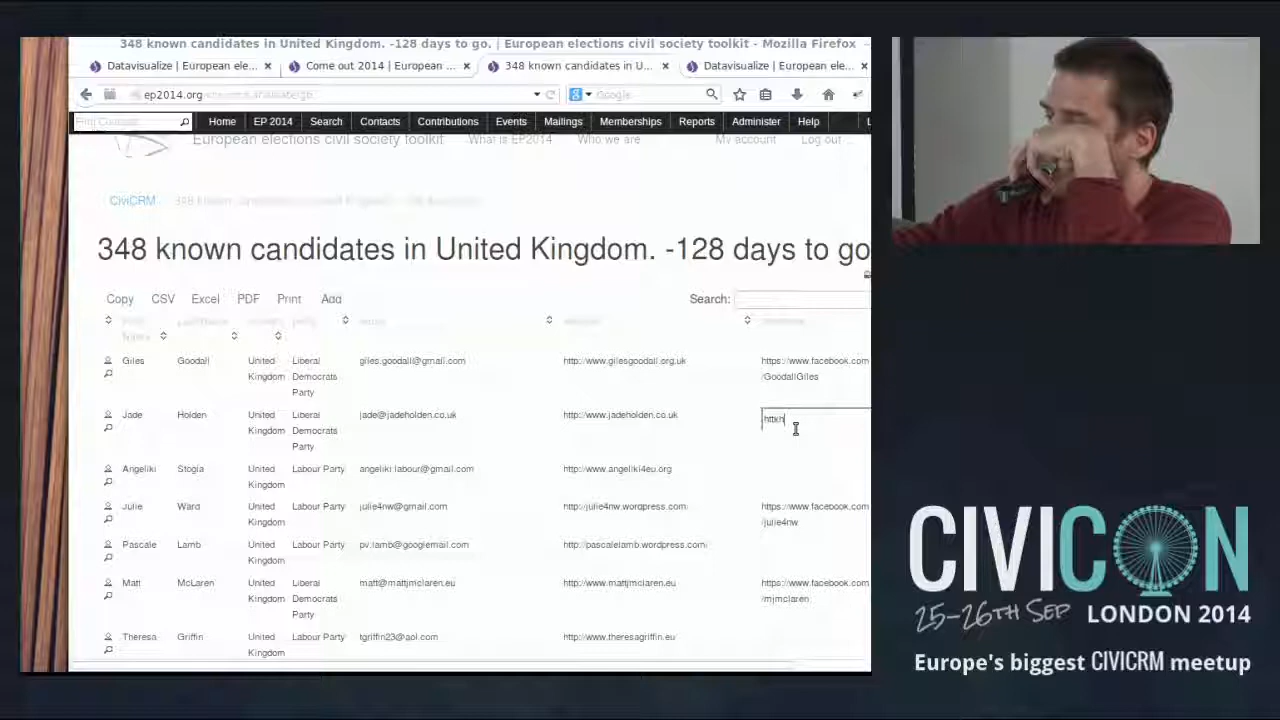 348 known candidates in United Kingdom. -128 days to go. | European elections civil society toolkit - Mozilla Firefox
Datavisualize | European ele... × Come out 2014 | European ... × 348 known candidates in U... × Datavisualize | European ele... ×
ep2014.org Google
Find Contacts Home EP 2014 Search Contacts Contributions Events Mailings Memberships Reports Administer Help L
European elections civil society toolkit What is EP2014 Who we are My account Log out
CiviCRM
348 known candidates in United Kingdom. -128 days to go
Copy CSV Excel PDF Print Add Search:
Name
Giles Goodall United Liberal giles.goodall@gmail.com http://www.gilesgoodall.org.uk https://www.facebook.com
Kingdom Democrats /GoodallGiles
Party
Jade Holden United Liberal jade@jadeholden.co.uk http://www.jadeholden.co.uk
Kingdom Democrats
Party
Angeliki Stogia United Labour Party angeliki.labour@gmail.com http://www.angeliki4eu.org
Kingdom
Julie Ward United Labour Party julie4nw@gmail.com http://julie4nw.wordpress.com/ https://www.facebook.com
Kingdom /julie4nw
Pascale Lamb United Labour Party pv.lamb@googlemail.com http://pascalelamb.wordpress.com/
Kingdom
Matt McLaren United Liberal matt@mattjmclaren.eu http://www.mattjmclaren.eu https://www.facebook.com
Kingdom Democrats /mjmclaren
Party
Theresa Griffin United Labour Party tgriffin23@aol.com http://www.theresagriffin.eu
Kingdom
CIVICON
25-26TH SEP LONDON 2014
Europe's biggest CIVICRM meetup